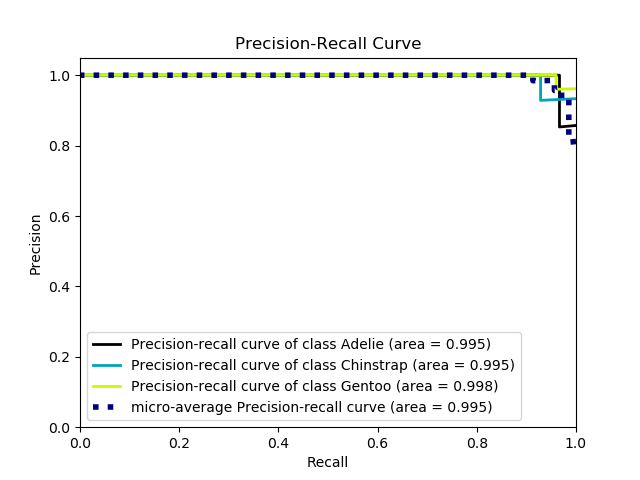 Precision-Recall Curve
1.0
0.8
0.6
0.4
0.2
0.0
Precision
Precision-recall curve of class Adelie (area = 0.995)
Precision-recall curve of class Chinstrap (area = 0.995)
Precision-recall curve of class Gentoo (area = 0.998)
micro-average Precision-recall curve (area = 0.995)
0.0 0.2 0.4 0.6 0.8 1.0
Recall